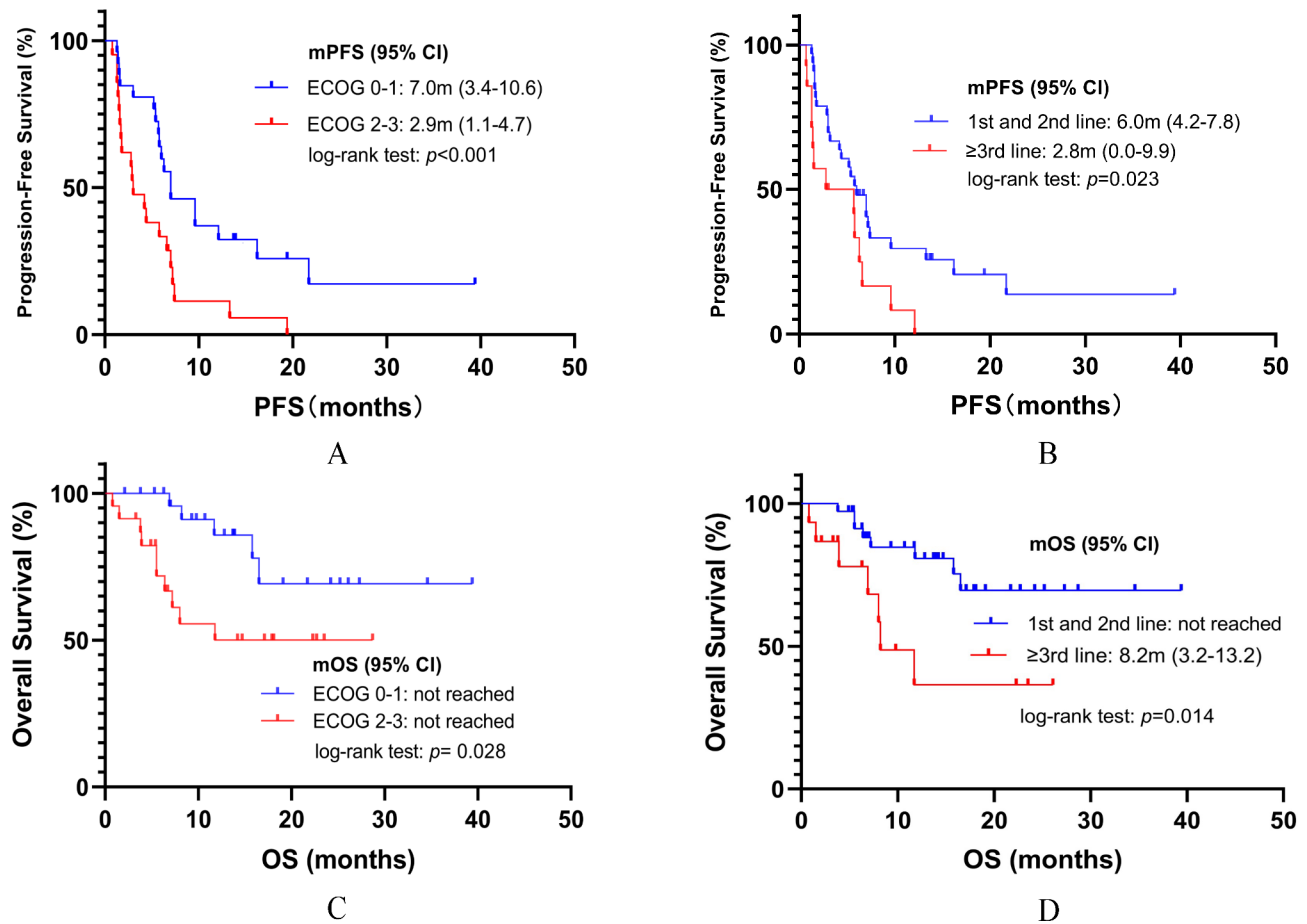 Progression-Free Survival (%)
100
50
0
0 10 20 30 40 50
PFS（months）
mPFS (95% CI)
ECOG 0-1: 7.0m (3.4-10.6)
ECOG 2-3: 2.9m (1.1-4.7)
log-rank test: p<0.001
A
Progression-Free Survival (%)
100
50
0
0 10 20 30 40 50
PFS（months）
mPFS (95% CI)
1st and 2nd line: 6.0m (4.2-7.8)
≥3rd line: 2.8m (0.0-9.9)
log-rank test: p=0.023
B
Overall Survival (%)
100
50
0
0 10 20 30 40 50
OS (months)
mOS (95% CI)
ECOG 0-1: not reached
ECOG 2-3: not reached
log-rank test: p= 0.028
C
Overall Survival (%)
100
50
0
0 10 20 30 40 50
OS (months)
mOS (95% CI)
1st and 2nd line: not reached
≥3rd line: 8.2m (3.2-13.2)
log-rank test: p=0.014
D